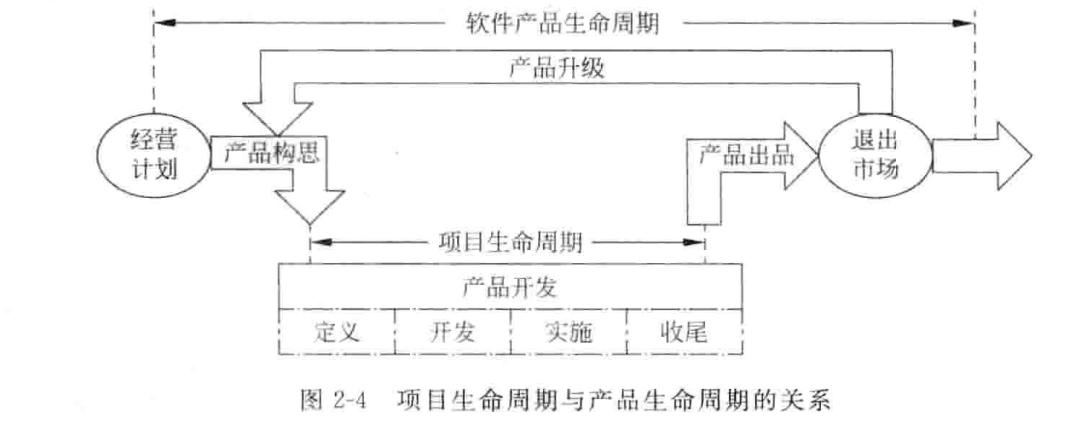 软件产品生命周期
产品升级
经营
计划
产品构思
产品出品
退出
市场
项目生命周期
产品开发
定义
开发
实施
收尾
图 2-4 项目生命周期与产品生命周期的关系